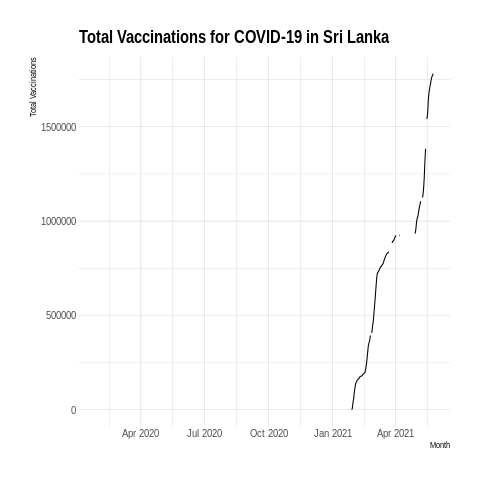 Total Vaccinations for COVID-19 in Sri Lanka
Total Vaccinations
1500000
1000000
500000
0
Apr 2020 Jul 2020 Oct 2020 Jan 2021 Apr 2021
Month